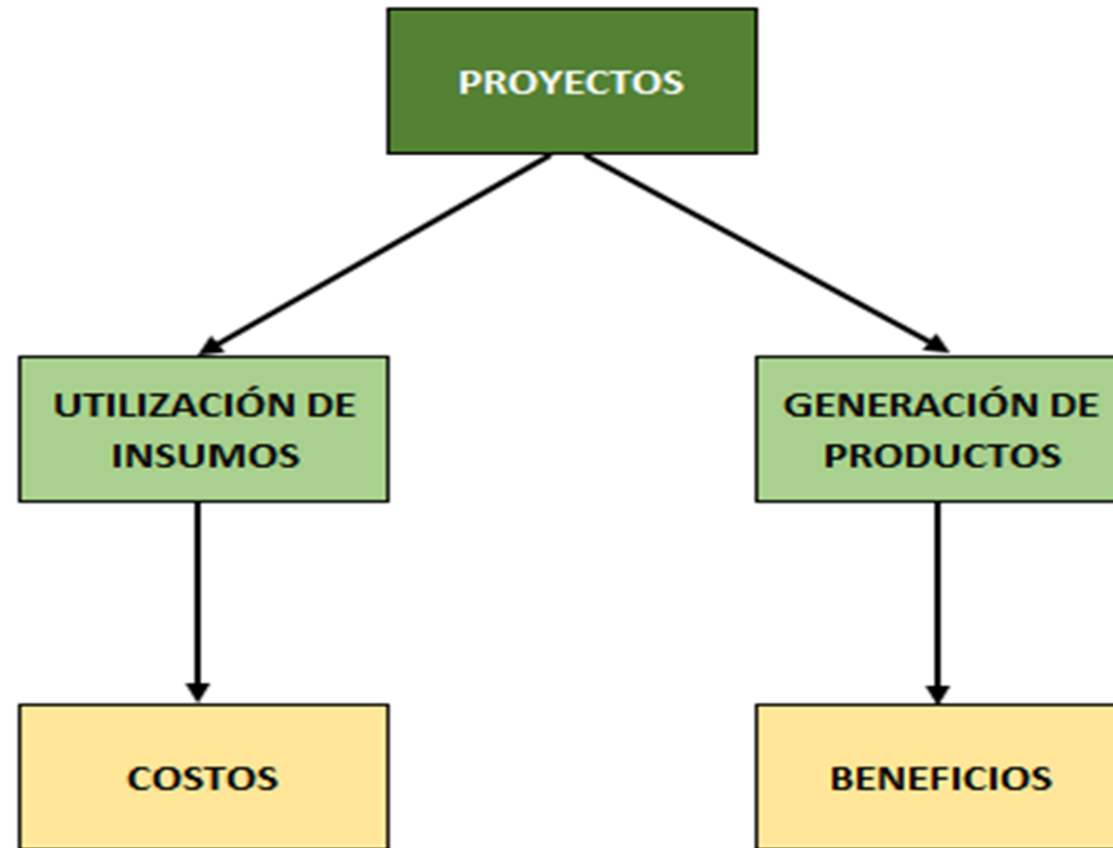 PROYECTOS
UTILIZACIÓN DE
INSUMOS
GENERACIÓN DE
PRODUCTOS
COSTOS
BENEFICIOS